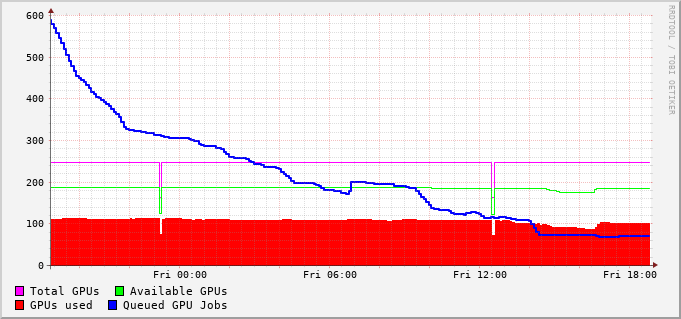 RRDTOOL / TOBI OETIKER
600
500
400
300
200
100
0
Fri 00:00 Fri 06:00 Fri 12:00 Fri 18:00
Total GPUs Available GPUs
GPUs used Queued GPU Jobs